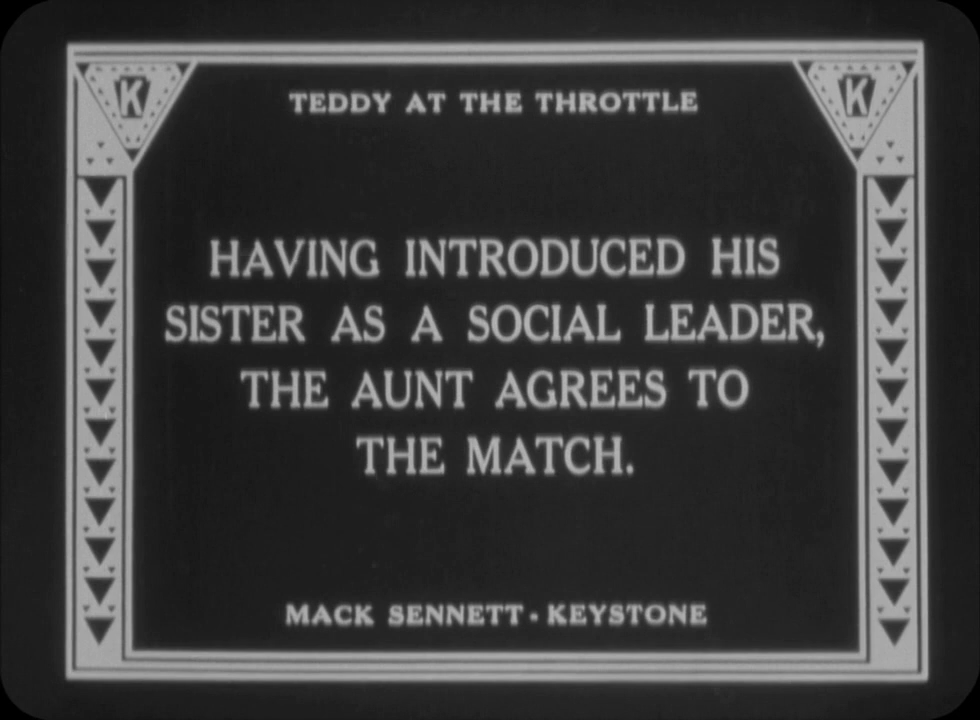 K K
TEDDY AT THE THROTTLE
HAVING INTRODUCED HIS
SISTER AS A SOCIAL LEADER,
THE AUNT AGREES TO
THE MATCH.
MACK SENNETT · KEYSTONE